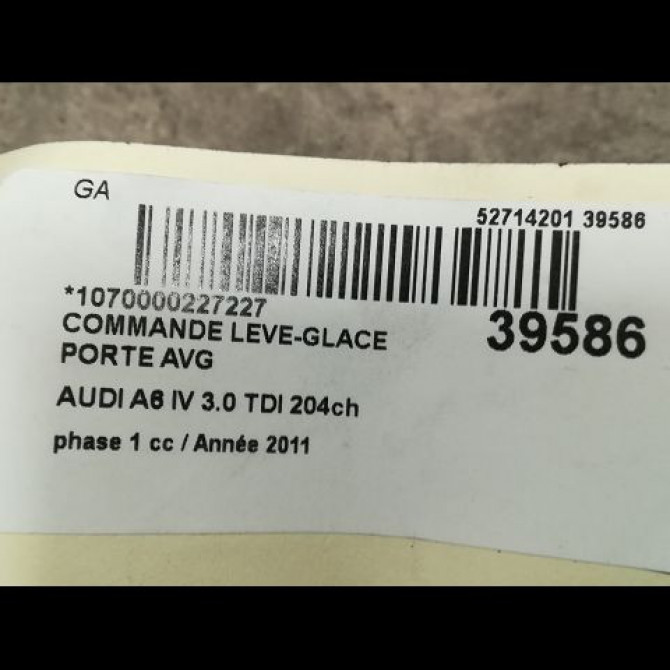 GA
52714201 39586
*1070000227227
39586
COMMANDE LEVE-GLACE
PORTE AVG
AUDI A6 IV 3.0 TDI 204ch
phase 1 cc / Année 2011